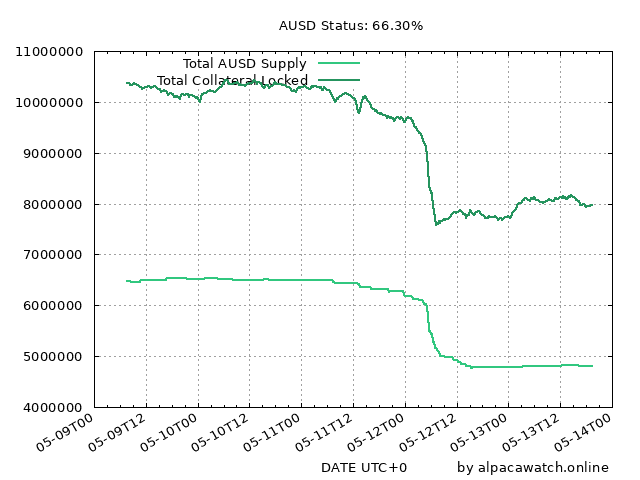 AUSD Status: 66.30%
11000000
10000000
9000000
8000000
7000000
6000000
5000000
4000000
Total AUSD Supply
Total Collateral Locked
05-09T00
05-09T12
05-10T00
05-10T12
05-11T00
05-11T12
05-12T00
05-12T12
05-13T00
05-13T12
05-14T00
DATE UTC+0
by alpacawatch.online